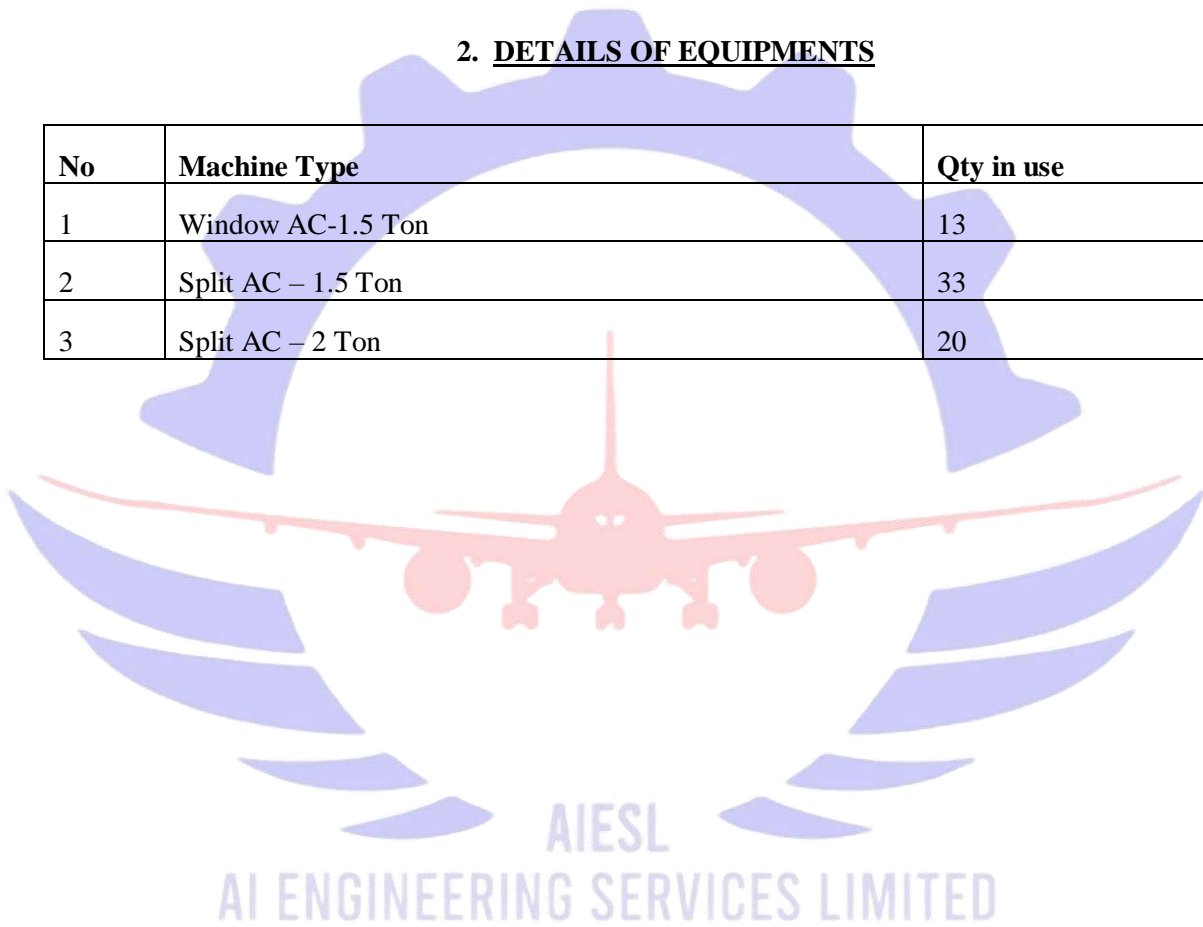 2. DETAILS OF EQUIPMENTS
No Machine Type Qty in use
1 Window AC-1.5 Ton 13
2 Split AC – 1.5 Ton 33
3 Split AC – 2 Ton 20
AIESL
AI ENGINEERING SERVICES LIMITED